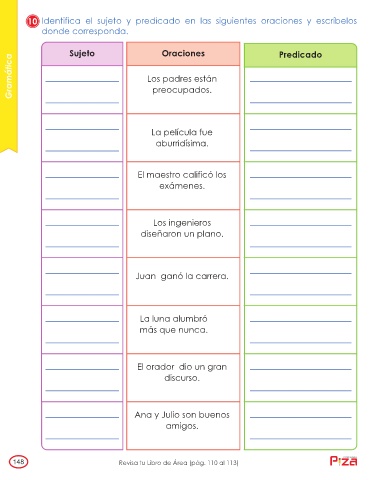 10 Identifica el sujeto y predicado en las siguientes oraciones y escríbelos
donde corresponda.
Gramática
Sujeto
Oraciones
Predicado
Los padres están
preocupados.
La película fue
aburridísima.
El maestro calificó los
exámenes.
Los ingenieros
diseñaron un plano.
Juan ganó la carrera.
La luna alumbró
más que nunca.
El orador dio un gran
discurso.
Ana y Julio son buenos
amigos.
148
Revisa tu Libro de Área (pág. 110 al 113)